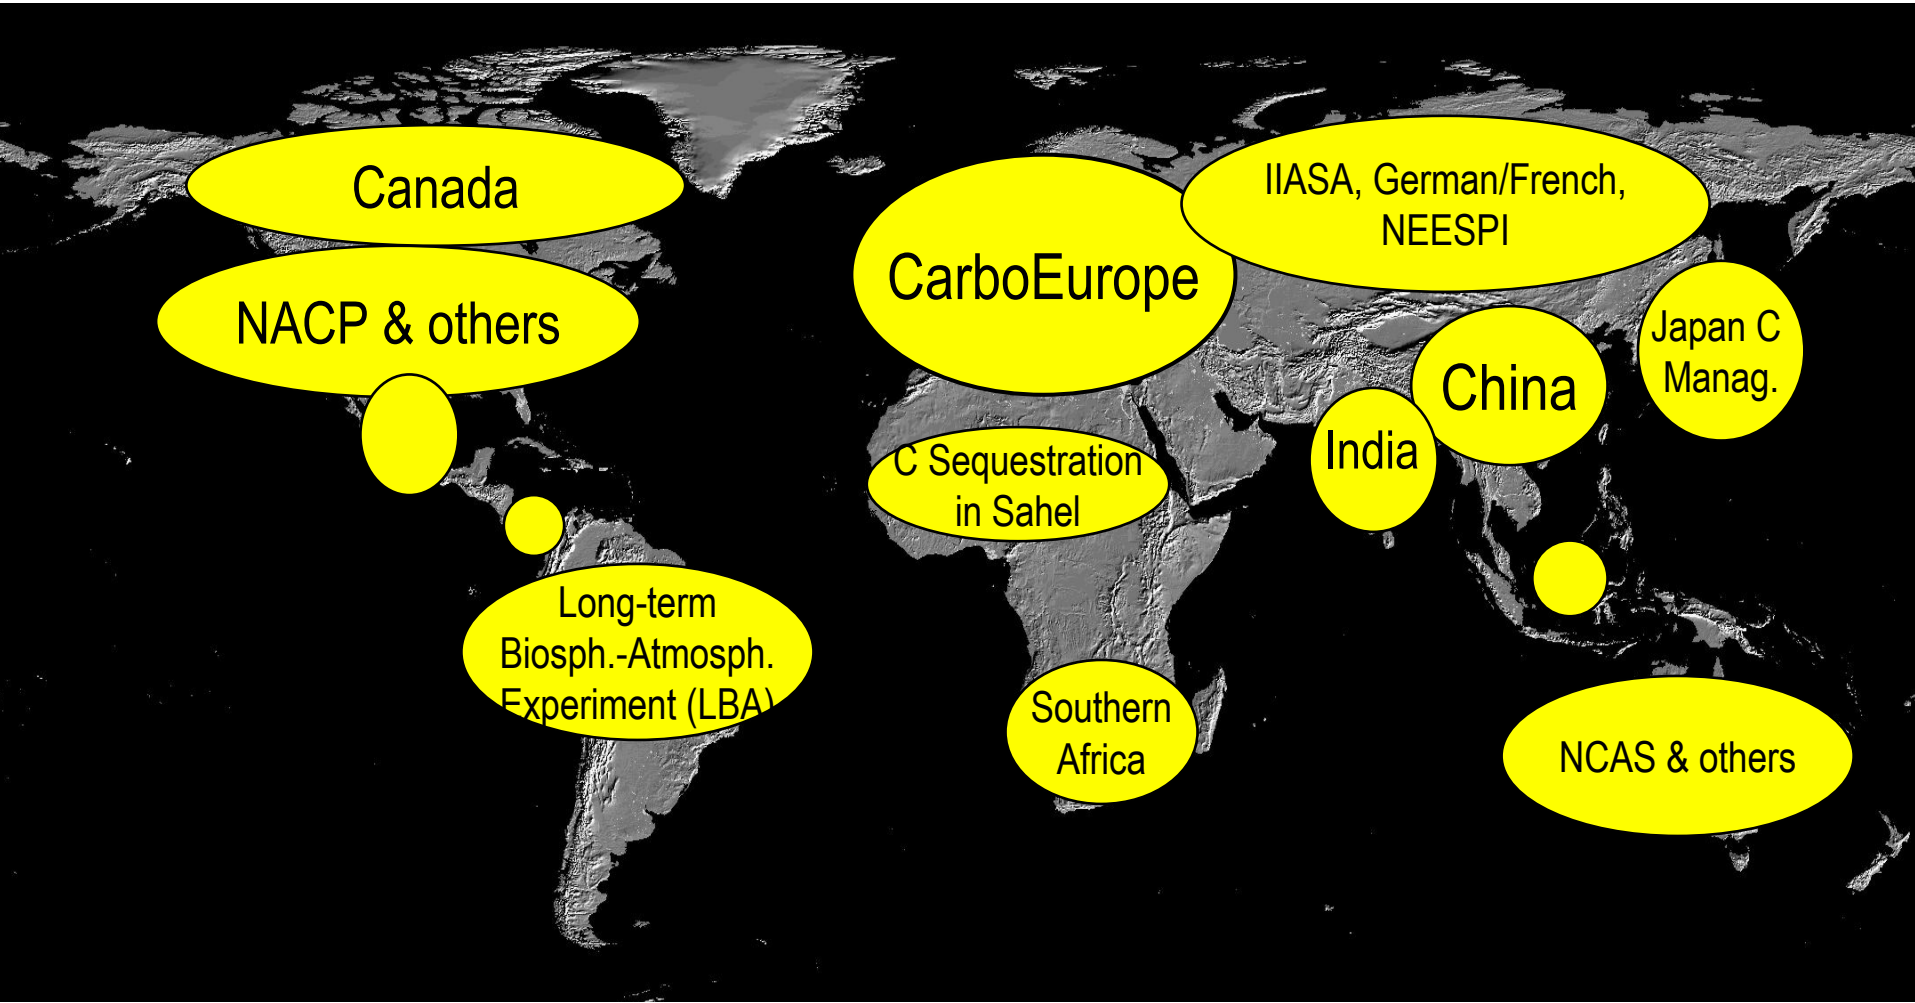 Canada
IIASA, German/French,
NEESPI
CarboEurope
NACP & others
Japan C
Manag.
China
India
C Sequestration
in Sahel
Long-term
Biosph.-Atmosph.
Experiment (LBA)
Southern
Africa
NCAS & others